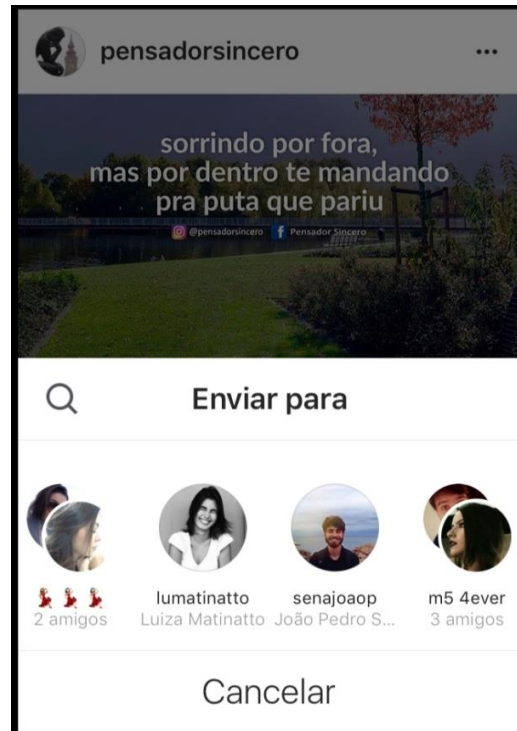 pensadorsincero
sorrindo por fora,
mas por dentro te mandando
pra puta que pariu
@pensadorsincero f Pensador Sincero
Enviar para
lumatinatto
Luiza Matinatto
senajoaop
João Pedro S...
m5 4ever
3 amigos
2 amigos
Cancelar